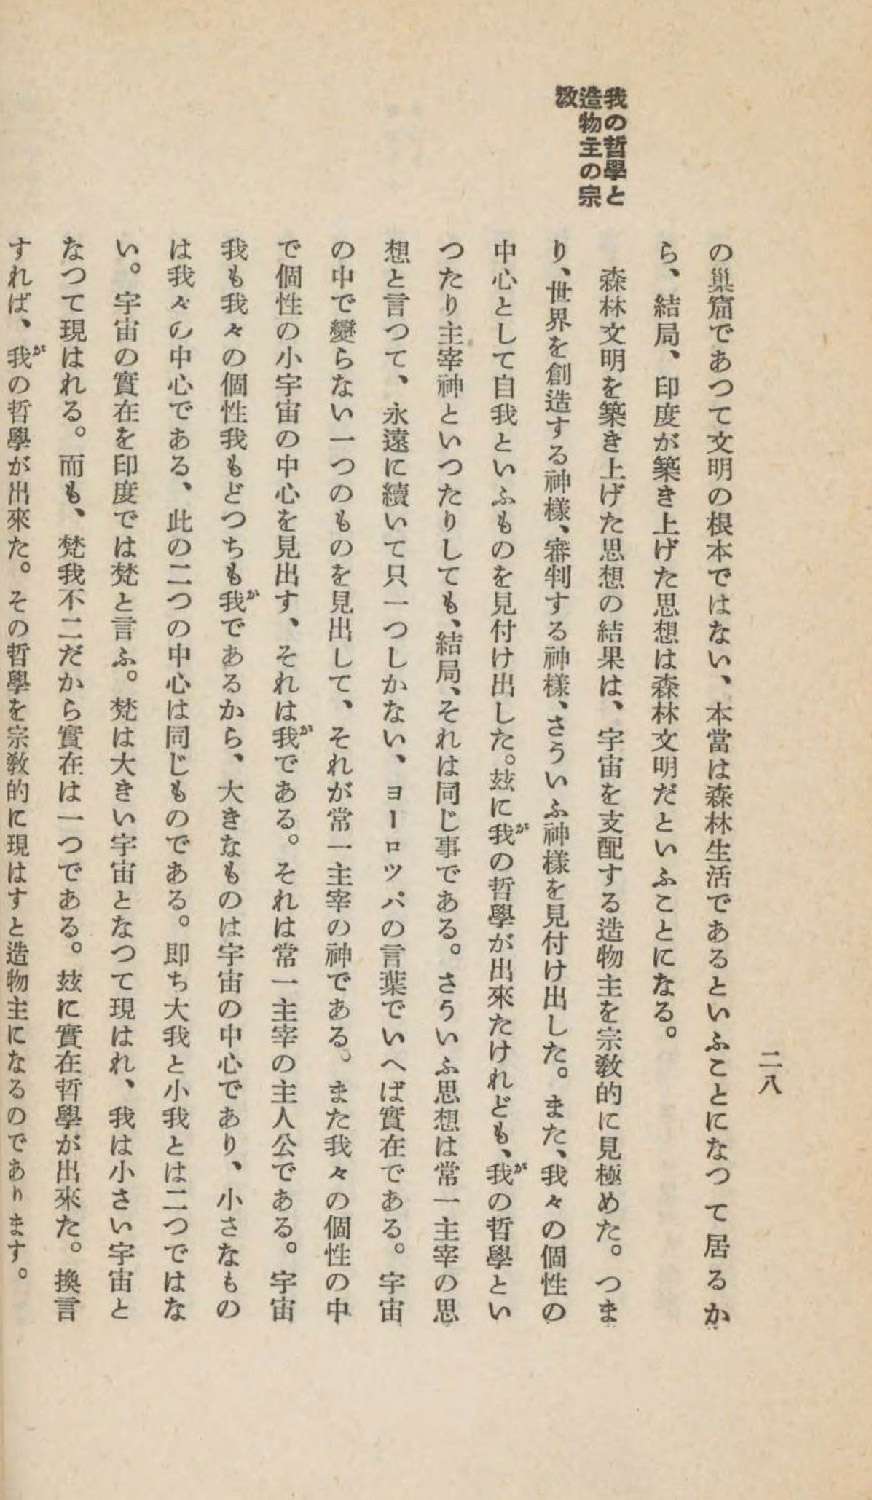 二八
我の哲學と
造物主の宗
敎
の巢窟であつて文明の根本ではない、本當は森林生活であるといふことになつて居るか
ら、結局、印度が築き上げた思想は森林文明だといふことになる。
森林文明を築き上げた思想の結果は、宇宙を支配する造物主を宗敎的に見極めた。つま
り、世界を創造する神樣、審判する神樣、さういふ神樣を見付け出した。また、我々の個性の
中心として自我といふものを見付け出した。玆に我の哲學が出來たけれども、我の哲學とい
つたり主宰神といつたりしても、結局、それは同じ事である。さういふ思想は常一主宰の思
想と言つて、永遠に續いて只一つしかない、ヨーロッパの言葉でいへば實在である。宇宙
の中で變らない一つのものを見出して、それが常一主宰の神である。また我々の個性の中
で個性の小宇宙の中心を見出す、それは我である。それは常一主宰の主人公である。宇宙
我も我々の個性我もどつちも我であるから、大きなものは宇宙の中心であり、小さなもの
は我々の中心である、此の二つの中心は同じものである。卽ち大我と小我とは二つではな
い。宇宙の實在を印度では梵と言ふ。梵は大きい宇宙となつて現はれ、我は小さい宇宙と
なつて現はれる。而も、梵我不二だから實在は一つである。玆に實在哲學が出來た。換言
すれば、我の哲學が出來た。その哲學を宗敎的に現はすと造物主になるのであります。